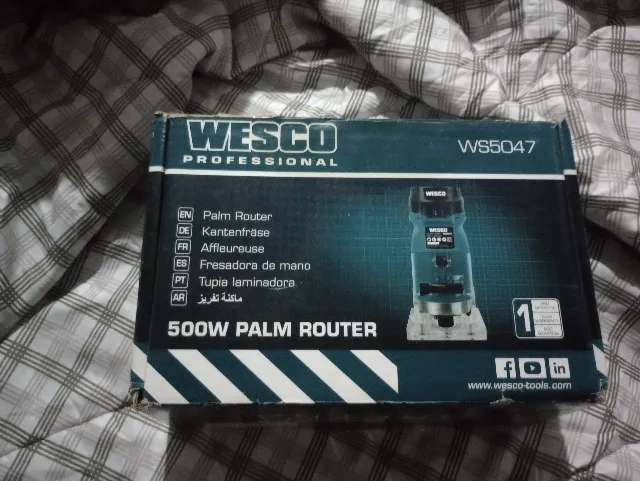 WESCO
PROFESSIONAL
WS5047
EN Palm Router
DE Kantenfräse
FR Affleureuse
ES Fresadora de mano
PT Tupia laminadora
AR ماكنة تفريز
500W PALM ROUTER
WESCO
WESCO
1
www.wesco-tools.com